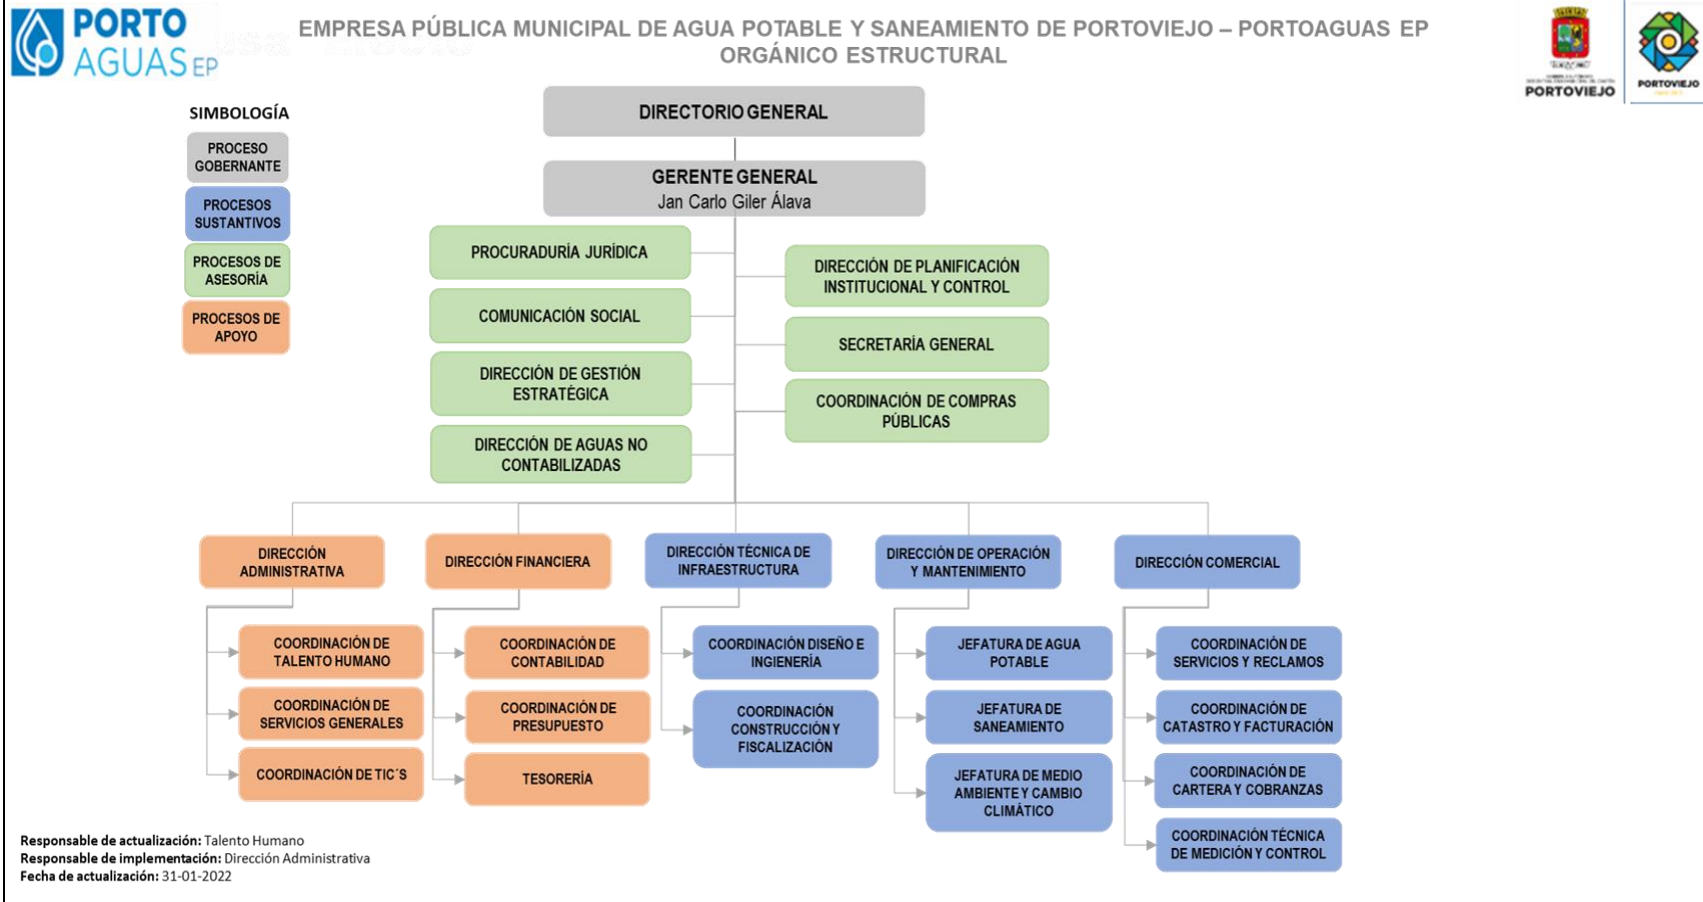 PORTO
AGUAS EP
EMPRESA PÚBLICA MUNICIPAL DE AGUA POTABLE Y SANEAMIENTO DE PORTOVIEJO – PORTOAGUAS EP
ORGÁNICO ESTRUCTURAL
PORTOVIEJO
PORTOVIEJO
SIMBOLOGÍA
PROCESO
GOBERNANTE
PROCESOS
SUSTANTIVOS
PROCESOS DE
ASESORÍA
PROCESOS DE
APOYO
DIRECTORIO GENERAL
GERENTE GENERAL
Jan Carlo Giler Álava
PROCURADURÍA JURÍDICA
COMUNICACIÓN SOCIAL
DIRECCIÓN DE GESTIÓN
ESTRATÉGICA
DIRECCIÓN DE AGUAS NO
CONTABILIZADAS
DIRECCIÓN DE PLANIFICACIÓN
INSTITUCIONAL Y CONTROL
SECRETARÍA GENERAL
COORDINACIÓN DE COMPRAS
PÚBLICAS
DIRECCIÓN
ADMINISTRATIVA
COORDINACIÓN DE
TALENTO HUMANO
COORDINACIÓN DE
SERVICIOS GENERALES
COORDINACIÓN DE TIC´S
DIRECCIÓN FINANCIERA
COORDINACIÓN DE
CONTABILIDAD
COORDINACIÓN DE
PRESUPUESTO
TESORERÍA
DIRECCIÓN TÉCNICA DE
INFRAESTRUCTURA
COORDINACIÓN DISEÑO E
INGIENERÍA
COORDINACIÓN
CONSTRUCCIÓN Y
FISCALIZACIÓN
DIRECCIÓN DE OPERACIÓN
Y MANTENIMIENTO
JEFATURA DE AGUA
POTABLE
JEFATURA DE
SANEAMIENTO
JEFATURA DE MEDIO
AMBIENTE Y CAMBIO
CLIMÁTICO
DIRECCIÓN COMERCIAL
COORDINACIÓN DE
SERVICIOS Y RECLAMOS
COORDINACIÓN DE
CATASTRO Y FACTURACIÓN
COORDINACIÓN DE
CARTERA Y COBRANZAS
COORDINACIÓN TÉCNICA
DE MEDICIÓN Y CONTROL
Responsable de actualización: Talento Humano
Responsable de implementación: Dirección Administrativa
Fecha de actualización: 31-01-2022